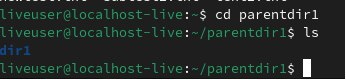 liveuser@localhost-live:~$ cd parentdir1
liveuser@localhost-live:~/parentdir1$ ls
dir1
liveuser@localhost-live:~/parentdir1$